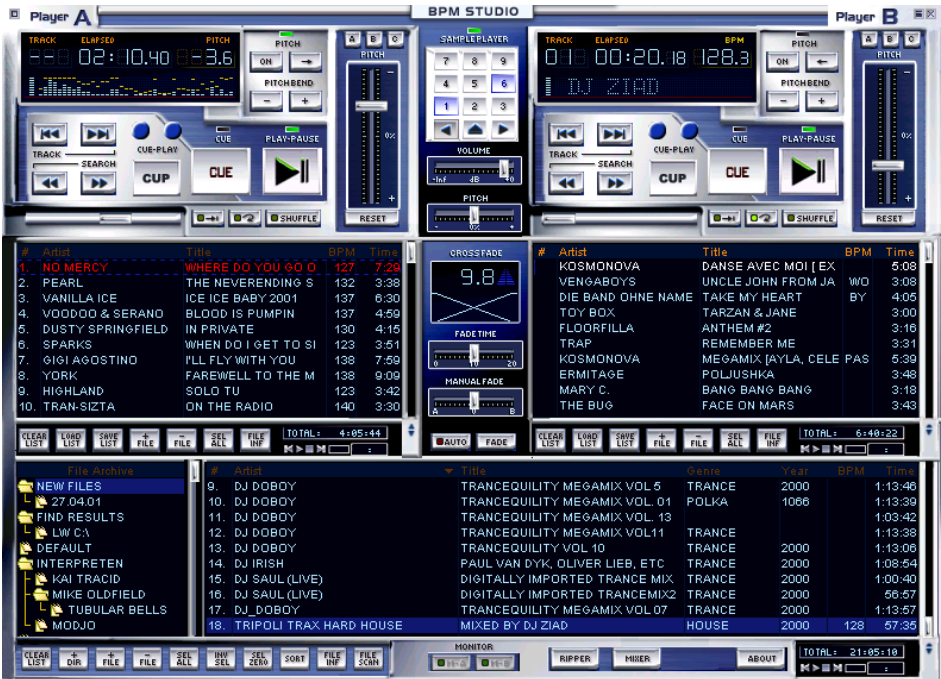 BPM STUDIO
Player A
Player B
TRACK ELAPSED PITCH
-- 02:10.40 -3.6
PITCH
ON
PITCH BEND
- +
A B C
PITCH
0%
+
RESET
TRACK
SEARCH
CUE-PLAY
CUP
CUE
CUE
PLAY-PAUSE
SHUFFLE
SAMPLEPLAYER
7 8 9
4 5 6
1 2 3
VOLUME
-Inf dB +0
PITCH
- 0% +
TRACK ELAPSED BPM
01 00:20.18 128.3
DJ ZIAD
PITCH
ON
PITCH BEND
- +
A B C
PITCH
0%
+
RESET
TRACK
SEARCH
CUE-PLAY
CUP
CUE
CUE
PLAY-PAUSE
SHUFFLE
# Artist Title BPM Time
1. NO MERCY WHERE DO YOU GO O 127 7:29
2. PEARL THE NEVERENDING S 132 3:38
3. VANILLA ICE ICE ICE BABY 2001 137 6:30
4. VOODOO & SERANO BLOOD IS PUMPIN 137 4:59
5. DUSTY SPRINGFIELD IN PRIVATE 130 4:15
6. SPARKS WHEN DO I GET TO SI 123 3:51
7. GIGI AGOSTINO I'LL FLY WITH YOU 138 7:59
8. YORK FAREWELL TO THE M 138 9:09
9. HIGHLAND SOLO TU 123 3:42
10. TRAN-SIZTA ON THE RADIO 140 3:30
CLEAR LIST LOAD LIST SAVE LIST + FILE - FILE SEL ALL FILE INF
TOTAL: 4:05:44
CROSSFADE
9.8
FADE TIME
0 10 20
MANUAL FADE
A 0 B
AUTO FADE
# Artist Title BPM Time
KOSMONOVA DANSE AVEC MOI [ EX 5:08
VENGABOYS UNCLE JOHN FROM JA WO 3:08
DIE BAND OHNE NAME TAKE MY HEART BY 4:05
TOY BOX TARZAN & JANE 3:00
FLOORFILLA ANTHEM #2 3:16
TRAP REMEMBER ME 3:31
KOSMONOVA MEGAMIX [AYLA, CELE PAS 5:39
ERMITAGE POLJUSHKA 3:48
MARY C. BANG BANG BANG 3:18
THE BUG FACE ON MARS 3:43
CLEAR LIST LOAD LIST SAVE LIST + FILE - FILE SEL ALL FILE INF
TOTAL: 6:40:22
File Archive
NEW FILES
27.04.01
FIND RESULTS
LW C:\
DEFAULT
INTERPRETEN
KAI TRACID
MIKE OLDFIELD
TUBULAR BELLS
MODJO
# Artist Title Genre Year BPM Time
9. DJ DOBOY TRANCEQUILITY MEGAMIX VOL 5 TRANCE 2000 1:13:46
10. DJ DOBOY TRANCEQUILITY MEGAMIX VOL. 01 POLKA 1066 1:13:39
11. DJ DOBOY TRANCEQUILITY MEGAMIX VOL. 13 1:03:42
12. DJ DOBOY TRANCEQUILITY MEGAMIX VOL11 TRANCE 1:13:38
13. DJ DOBOY TRANCEQUILITY VOL 10 TRANCE 2000 1:13:06
14. DJ IRISH PAUL VAN DYK, OLIVER LIEB, ETC TRANCE 2000 1:08:54
15. DJ SAUL (LIVE) DIGITALLY IMPORTED TRANCE MIX TRANCE 2000 1:00:40
16. DJ SAUL (LIVE) DIGITALLY IMPORTED TRANCEMIX2 TRANCE 2000 56:57
17. DJ_DOBOY TRANCEQUILITY MEGAMIX VOL 07 TRANCE 2000 1:13:57
18. TRIPOLI TRAX HARD HOUSE MIXED BY DJ ZIAD HOUSE 2000 128 57:35
CLEAR LIST + DIR + FILE - FILE SEL ALL INV SEL SEL ZERO SORT FILE INF FILE SCAN
MONITOR
M-A M-B
RIPPER MIXER ABOUT
TOTAL: 21:05:10